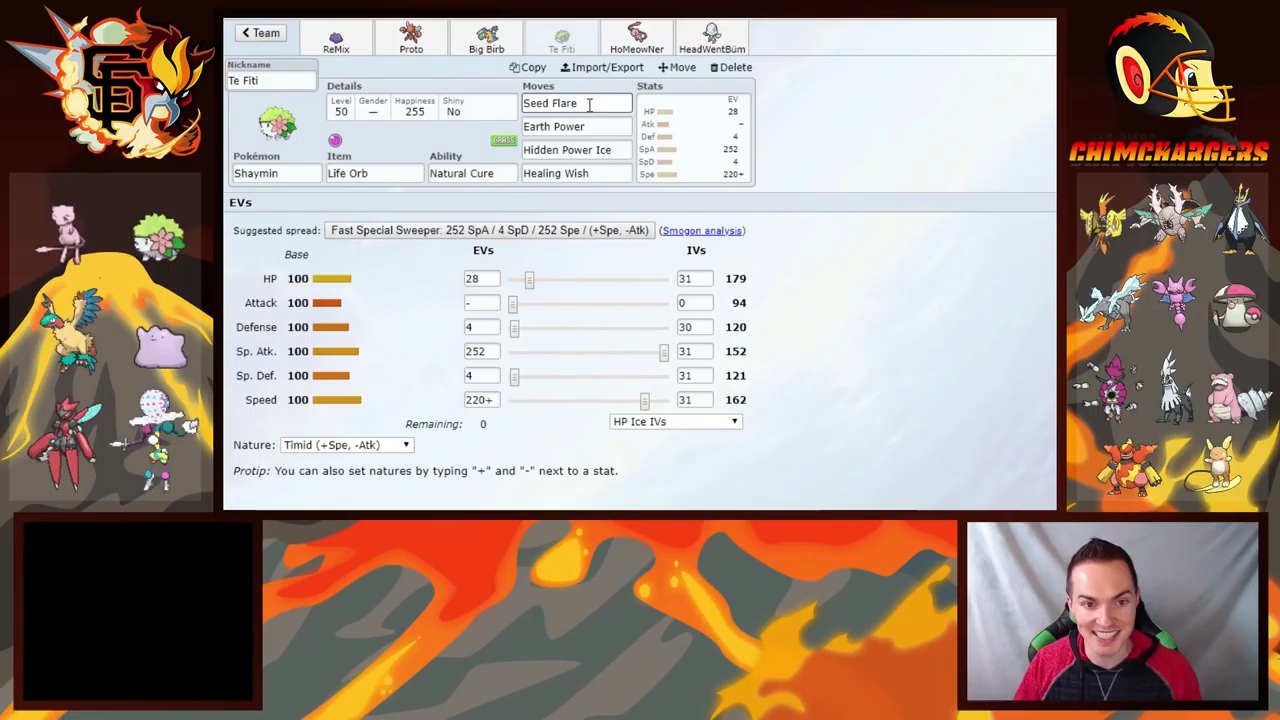 Team
ReMix
Proto
Big Birb
Te Fiti
HoMeowNer
HeadWentBüm
Copy Import/Export Move Delete
Nickname
Te Fiti
Details
Level
50
Gender
—
Happiness
255
Shiny
No
GRASS
Pokémon
Shaymin
Item
Life Orb
Ability
Natural Cure
Moves
Seed Flare
Earth Power
Hidden Power Ice
Healing Wish
Stats
EV
HP 28
Atk -
Def 4
SpA 252
SpD 4
Spe 220+
EVs
Suggested spread: Fast Special Sweeper: 252 SpA / 4 SpD / 252 Spe / (+Spe, -Atk) (Smogon analysis)
Base EVs IVs
HP 100 28 31 179
Attack 100 - 0 94
Defense 100 4 30 120
Sp. Atk. 100 252 31 152
Sp. Def. 100 4 31 121
Speed 100 220+ 31 162
Remaining: 0 HP Ice IVs
Nature: Timid (+Spe, -Atk)
Protip: You can also set natures by typing "+" and "-" next to a stat.
CHIMCHARGERS